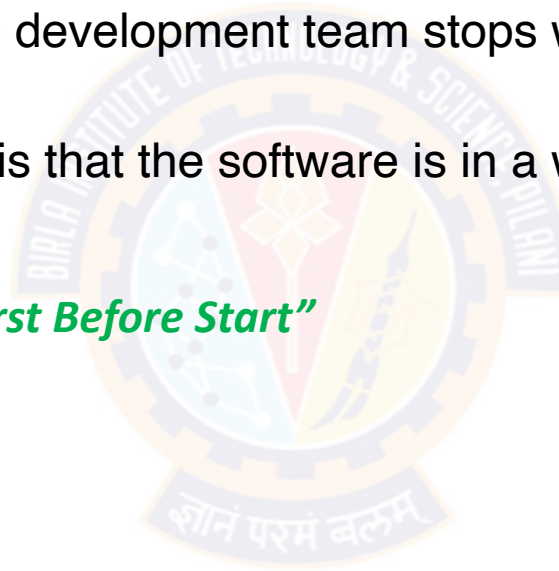 development team stops
is that the software is in a
rst Before Start”
BIRLA INSTITUTE OF TECHNOLOGY & SCIENCE, PILANI
ज्ञानं परमं बलम्